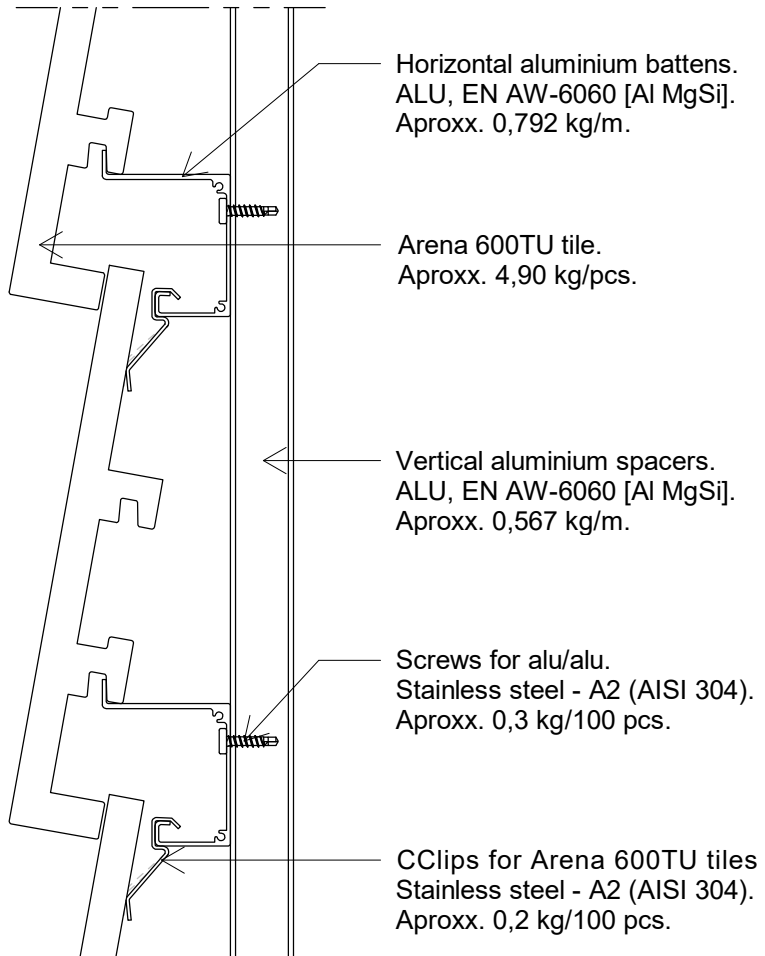 Horizontal aluminium battens.
ALU, EN AW-6060 [Al MgSi].
Aproxx. 0,792 kg/m.
Arena 600TU tile.
Aproxx. 4,90 kg/pcs.
Vertical aluminium spacers.
ALU, EN AW-6060 [Al MgSi].
Aproxx. 0,567 kg/m.
Screws for alu/alu.
Stainless steel - A2 (AISI 304).
Aproxx. 0,3 kg/100 pcs.
CClips for Arena 600TU tiles
Stainless steel - A2 (AISI 304).
Aproxx. 0,2 kg/100 pcs.